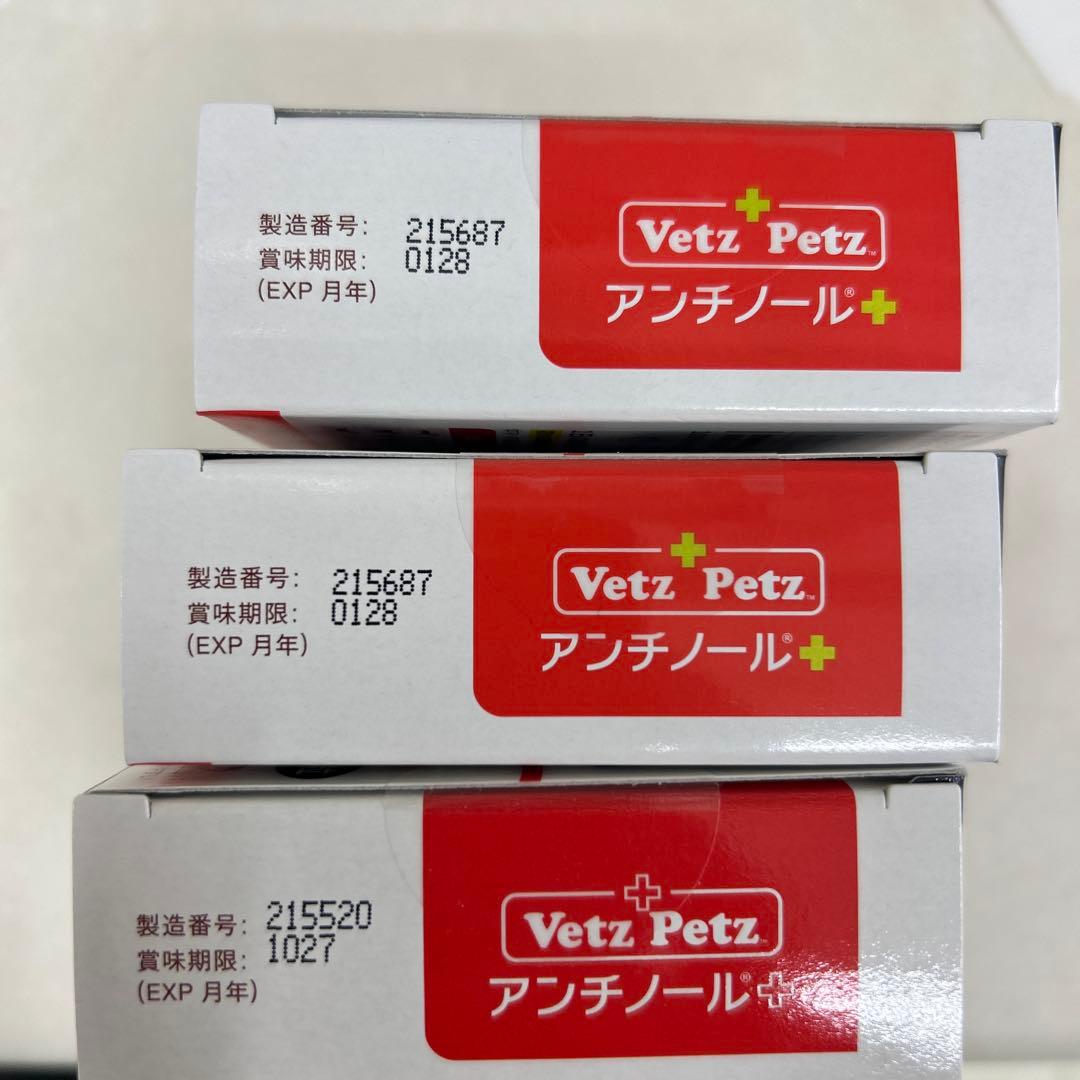 製造番号: 215687
賞味期限: 0128
(EXP 月年)
Vetz Petz™
アンチノール®+
製造番号: 215687
賞味期限: 0128
(EXP 月年)
Vetz Petz™
アンチノール®+
製造番号: 215520
賞味期限: 1027
(EXP 月年)
Vetz Petz™
アンチノール®+